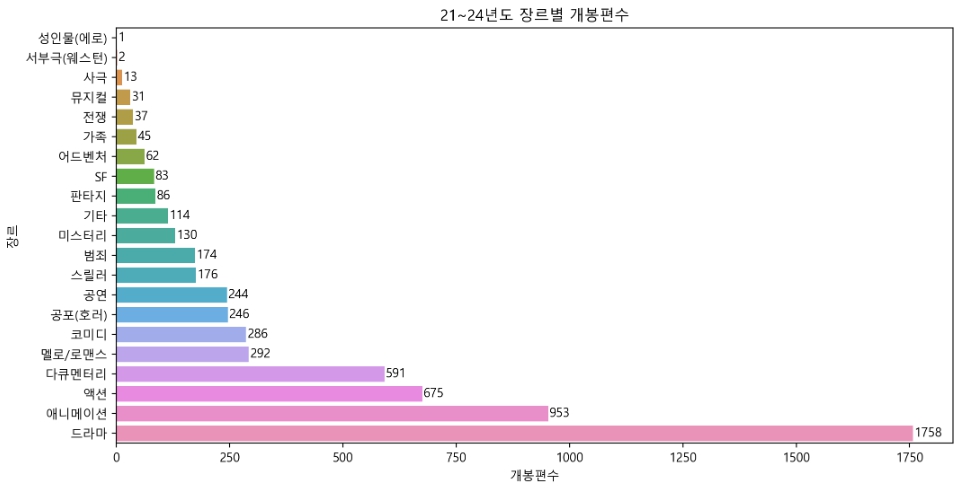 21~24년도 장르별 개봉편수
성인물(에로) 1
서부극(웨스턴) 2
사극 13
뮤지컬 31
전쟁 37
가족 45
어드벤처 62
SF 83
판타지 86
기타 114
미스터리 130
범죄 174
스릴러 176
공연 244
공포(호러) 246
코미디 286
멜로/로맨스 292
다큐멘터리 591
액션 675
애니메이션 953
드라마 1758
장르
0 250 500 750 1000 1250 1500 1750
개봉편수